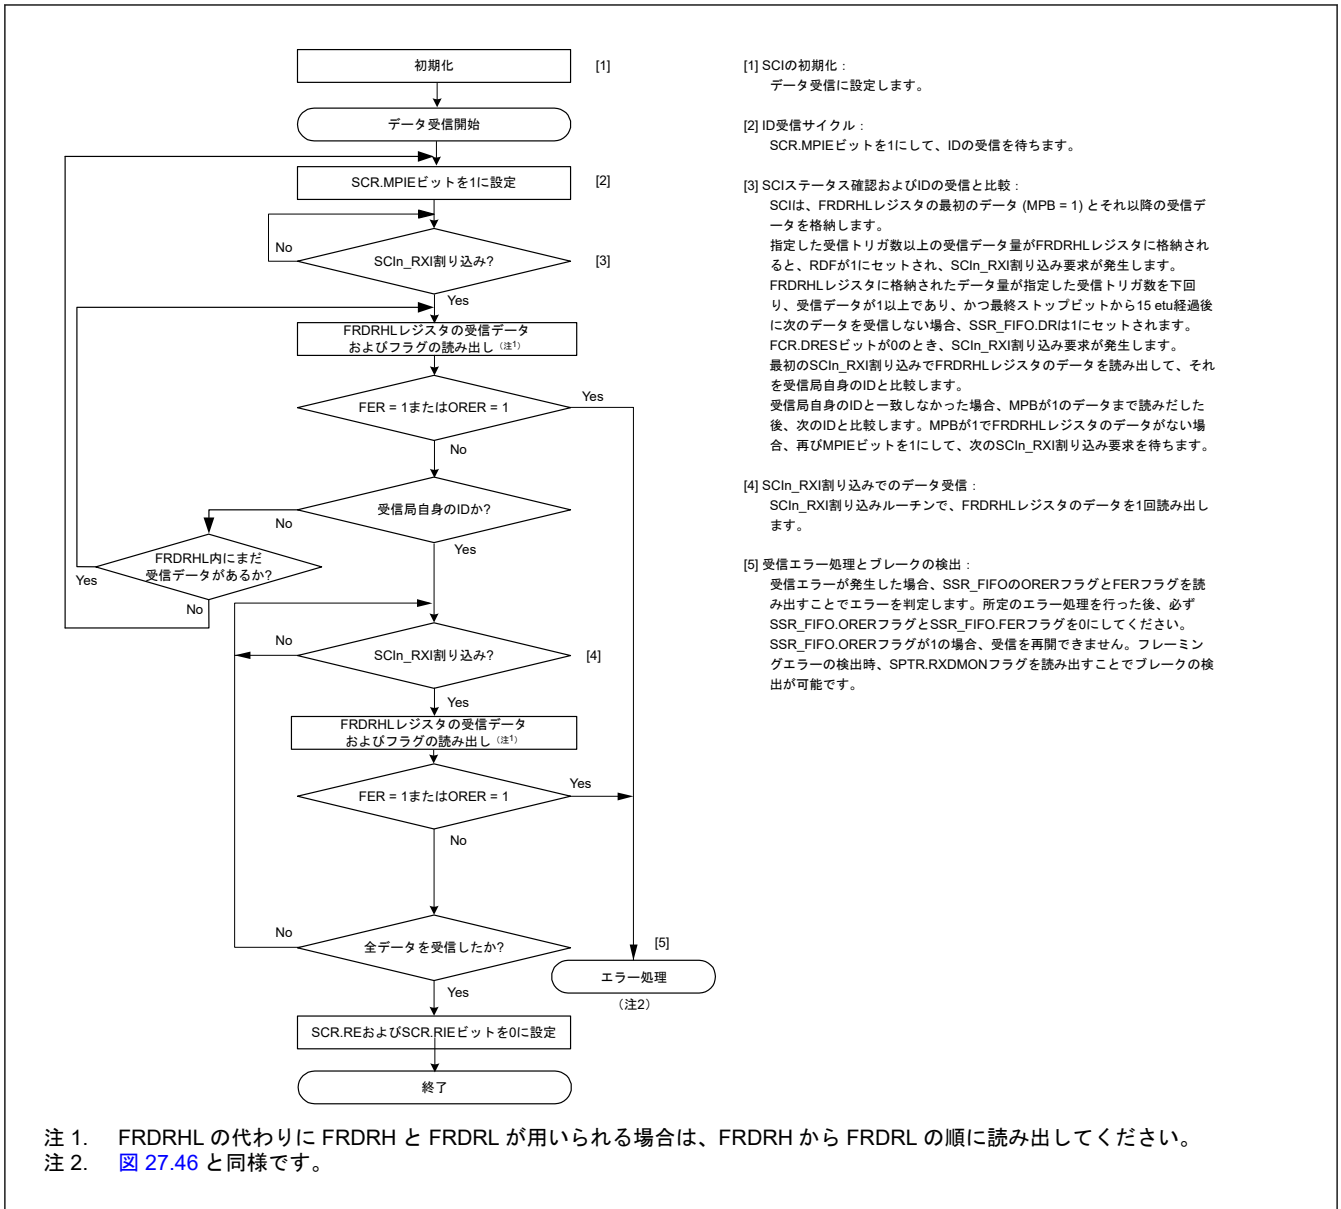 初期化
[1]
データ受信開始
SCR.MPIEビットを1に設定
[2]
No
SCIn_RXI割り込み?
[3]
Yes
FRDRHLレジスタの受信データ
およびフラグの読み出し(注1)
FER = 1またはORER = 1
Yes
No
受信局自身のIDか?
No
Yes
FRDRHL内にまだ
受信データがあるか?
Yes
No
No
SCIn_RXI割り込み?
[4]
Yes
FRDRHLレジスタの受信データ
およびフラグの読み出し(注1)
FER = 1またはORER = 1
Yes
No
No
全データを受信したか?
[5]
エラー処理
(注2)
Yes
SCR.REおよびSCR.RIEビットを0に設定
終了
[1] SCIの初期化:
データ受信に設定します。
[2] ID受信サイクル:
SCR.MPIEビットを1にして、IDの受信を待ちます。
[3] SCIステータス確認およびIDの受信と比較:
SCIは、FRDRHLレジスタの最初のデータ (MPB = 1) とそれ以降の受信デ
ータを格納します。
指定した受信トリガ数以上の受信データ量がFRDRHLレジスタに格納され
ると、RDFが1にセットされ、SCIn_RXI割り込み要求が発生します。
FRDRHLレジスタに格納されたデータ量が指定した受信トリガ数を下回
り、受信データが1以上であり、かつ最終ストップビットから15 etu経過後
に次のデータを受信しない場合、SSR_FIFO.DRは1にセットされます。
FCR.DRESビットが0のとき、SCIn_RXI割り込み要求が発生します。
最初のSCIn_RXI割り込みでFRDRHLレジスタのデータを読み出して、それ
を受信局自身のIDと比較します。
受信局自身のIDと一致しなかった場合、MPBが1のデータまで読みだした
後、次のIDと比較します。MPBが1でFRDRHLレジスタのデータがない場
合、再びMPIEビットを1にして、次のSCIn_RXI割り込み要求を待ちます。
[4] SCIn_RXI割り込みでのデータ受信:
SCIn_RXI割り込みルーチンで、FRDRHLレジスタのデータを1回読み出し
ます。
[5] 受信エラー処理とブレークの検出:
受信エラーが発生した場合、SSR_FIFOのORERフラグとFERフラグを読
み出すことでエラーを判定します。所定のエラー処理を行った後、必ず
SSR_FIFO.ORERフラグとSSR_FIFO.FERフラグを0にしてください。
SSR_FIFO.ORERフラグが1の場合、受信を再開できません。フレーミン
グエラーの検出時、SPTR.RXDMONフラグを読み出すことでブレークの検
出が可能です。
注 1. FRDRHL の代わりに FRDRH と FRDRL が用いられる場合は、FRDRH から FRDRL の順に読み出してください。
注 2. 図 27.46 と同様です。